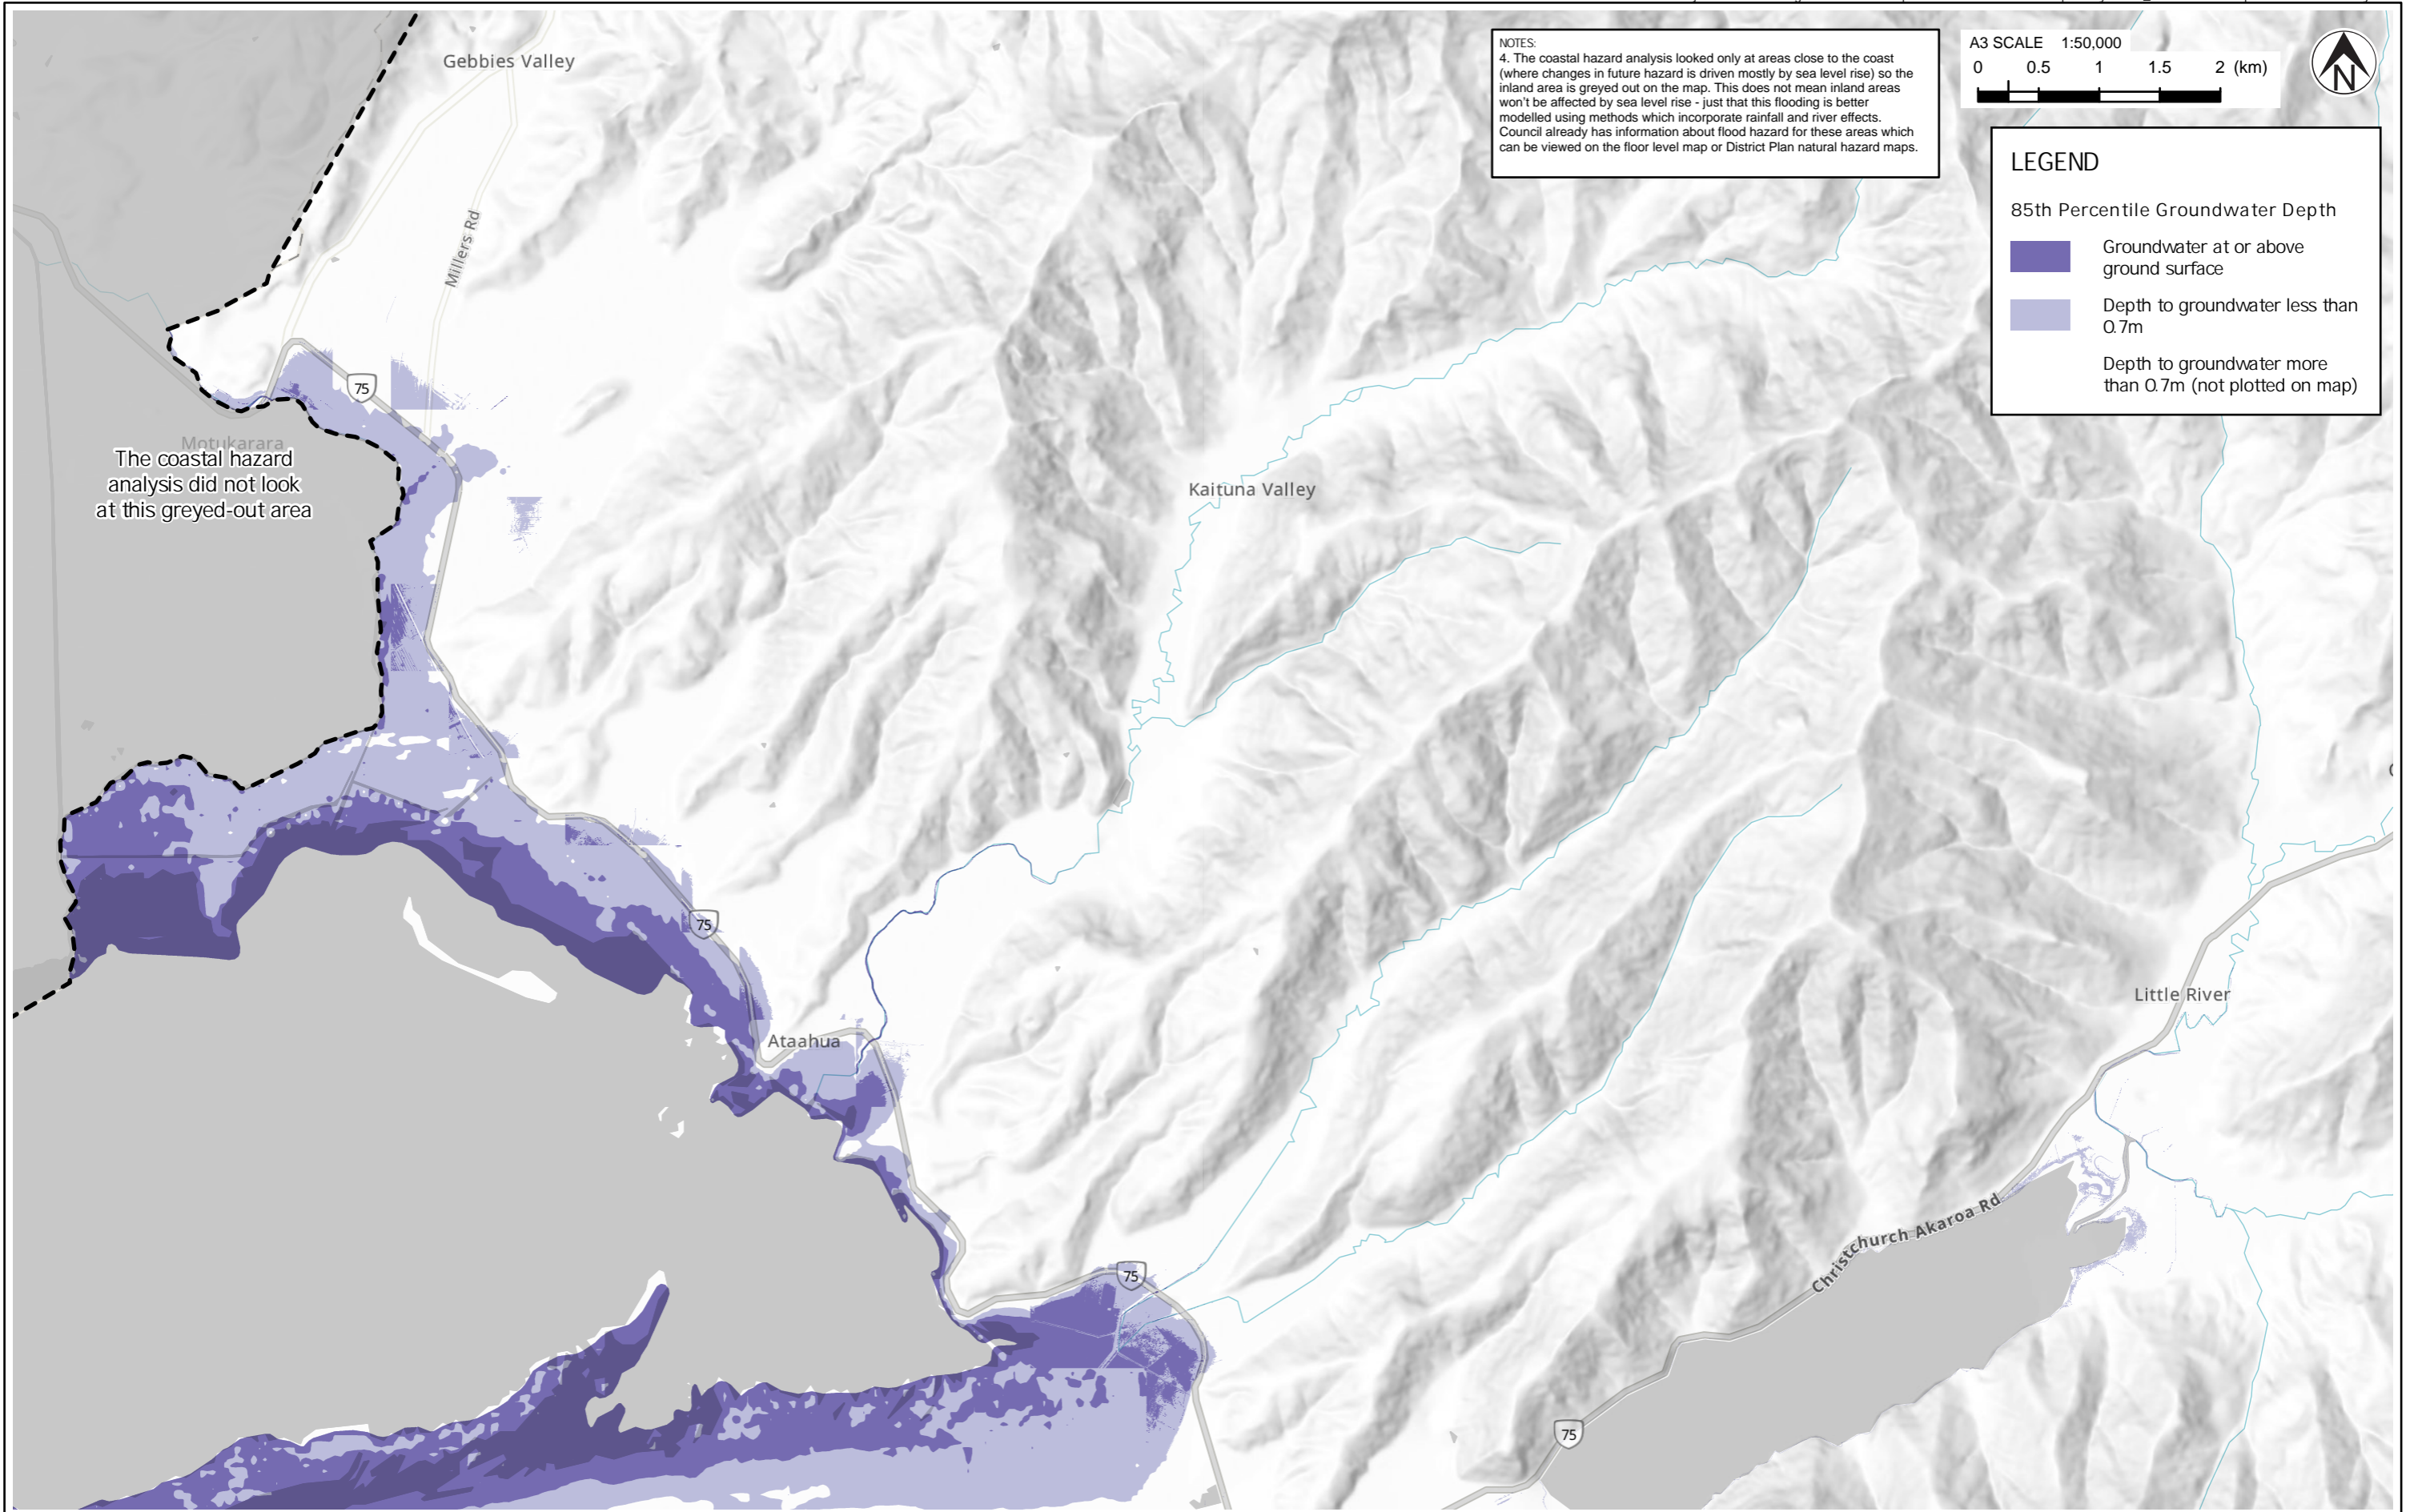 Gebbies Valley
NOTES:
4. The coastal hazard analysis looked only at areas close to the coast
(where changes in future hazard is driven mostly by sea level rise) so the
inland area is greyed out on the map. This does not mean inland areas
won't be affected by sea level rise - just that this flooding is better
modelled using methods which incorporate rainfall and river effects.
Council already has information about flood hazard for these areas which
can be viewed on the floor level map or District Plan natural hazard maps.
A3 SCALE 1:50,000
0 0.5 1 1.5 2 (km)
N
LEGEND
85th Percentile Groundwater Depth
Groundwater at or above
ground surface
Depth to groundwater less than
0.7m
Depth to groundwater more
than 0.7m (not plotted on map)
Millers Rd
75
Motukarara
The coastal hazard
analysis did not look
at this greyed-out area
Kaituna Valley
75
Little River
Ataahua
Christchurch Akaroa Rd
75
75